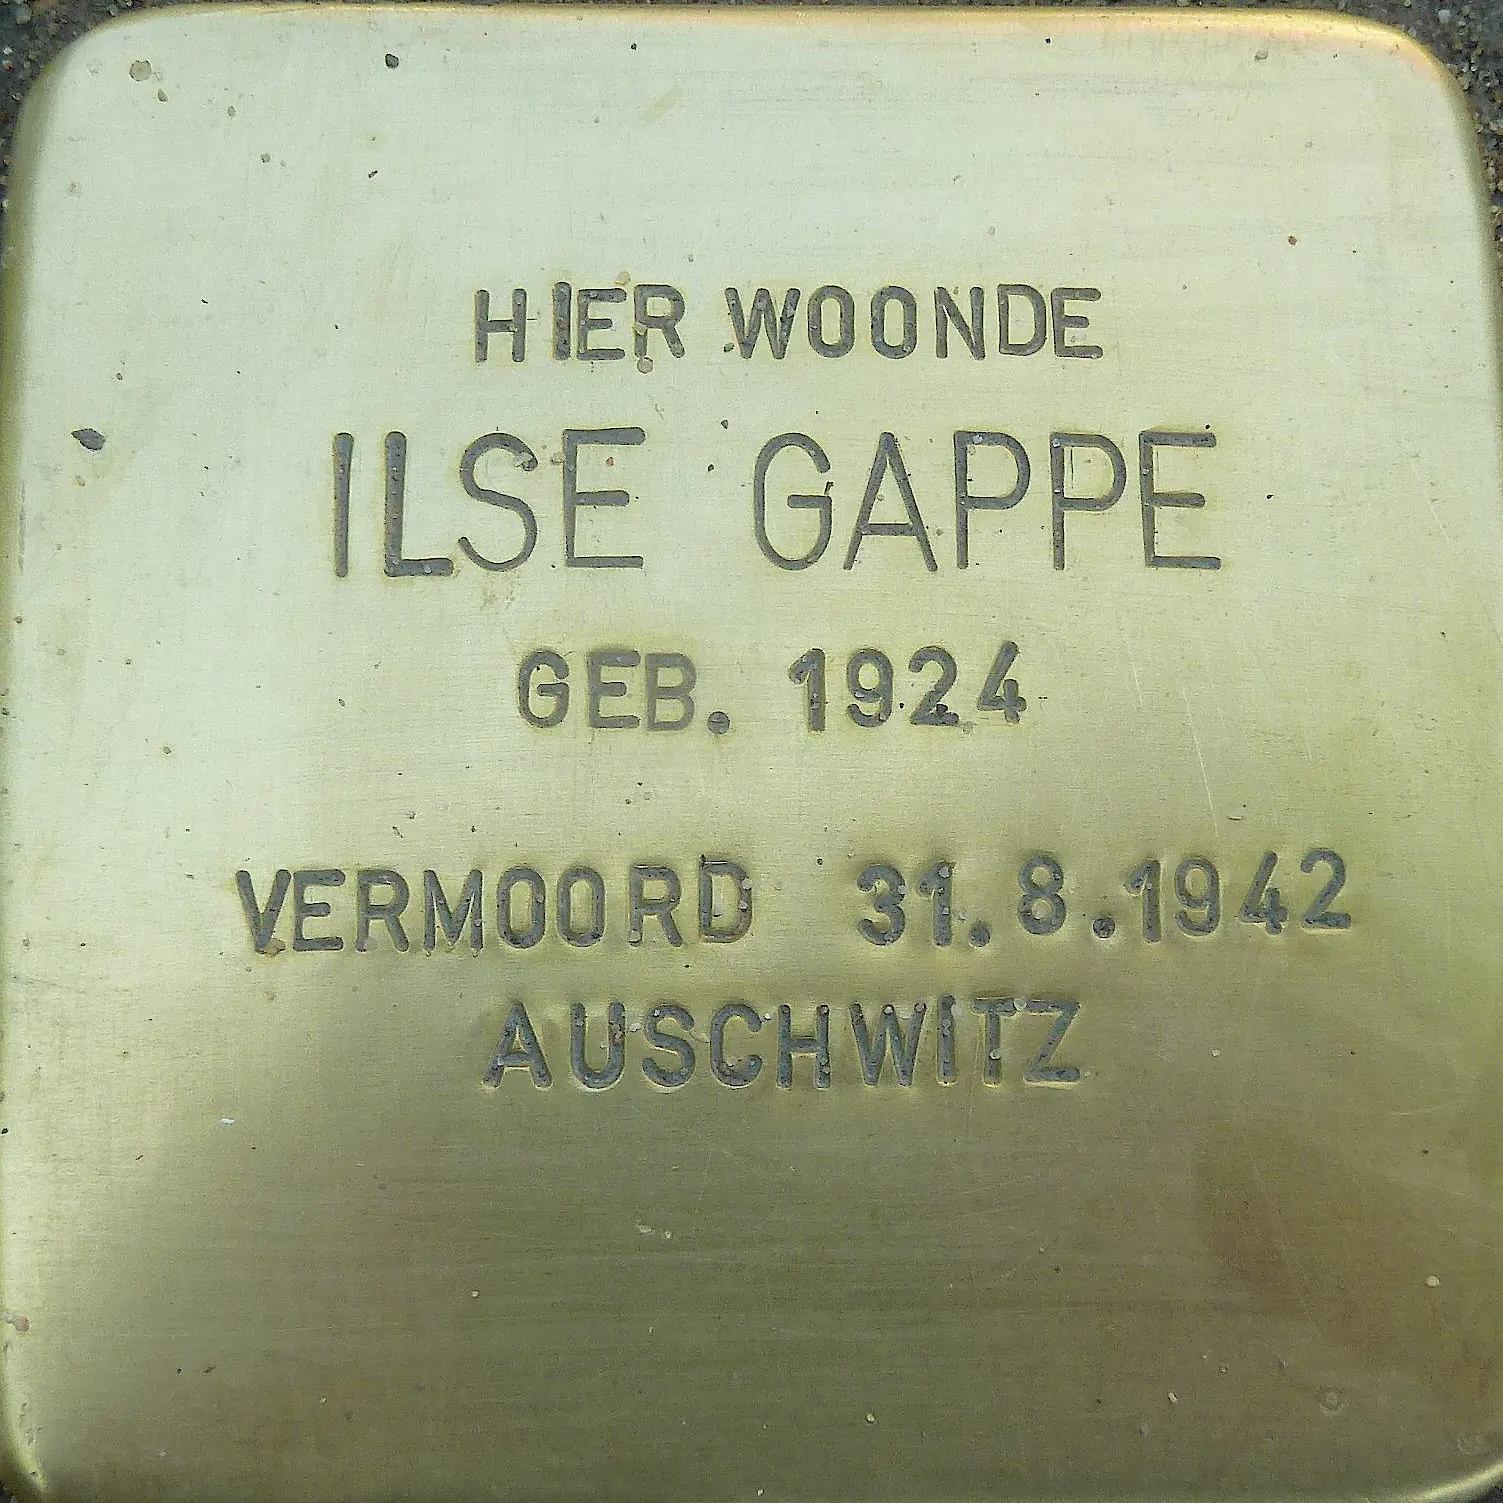 HIER WOONDE
ILSE GAPPE
GEB. 1924
VERMOORD 31.8.1942
AUSCHWITZ